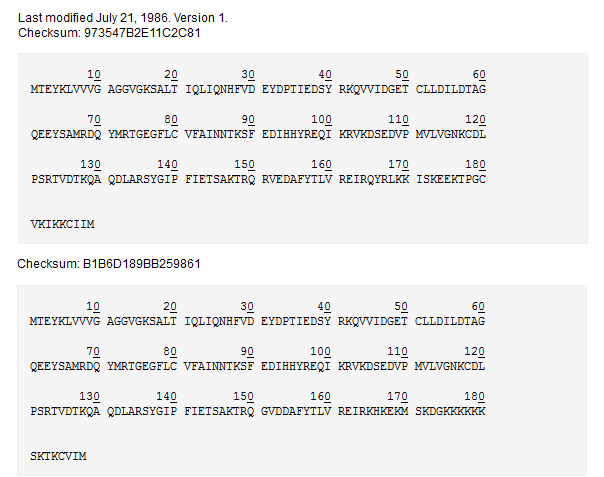 Last modified July 21, 1986. Version 1.
Checksum: 973547B2E11C2C81
10 20 30 40 50 60
MTEYKLVVVG AGGVGKSALT IQLIQNHFVD EYDPTIEDSY RKQVVIDGET CLLDILDTAG
70 80 90 100 110 120
QEEYSAMRDQ YMRTGEGFLC VFAINNTKSF EDIHHYREQI KRVKDSEDVP MVLVGNKCDL
130 140 150 160 170 180
PSRTVDTKQA QDLARSYGIP FIETSAKTRQ RVEDAFYTLV REIRQYRLKK ISKEEKTPGC
VKIKKCIIM
Checksum: B1B6D189BB259861
10 20 30 40 50 60
MTEYKLVVVG AGGVGKSALT IQLIQNHFVD EYDPTIEDSY RKQVVIDGET CLLDILDTAG
70 80 90 100 110 120
QEEYSAMRDQ YMRTGEGFLC VFAINNTKSF EDIHHYREQI KRVKDSEDVP MVLVGNKCDL
130 140 150 160 170 180
PSRTVDTKQA QDLARSYGIP FIETSAKTRQ GVDDAFYTLV REIRKHKEKM SKDGKKKKKK
SKTKCVIM